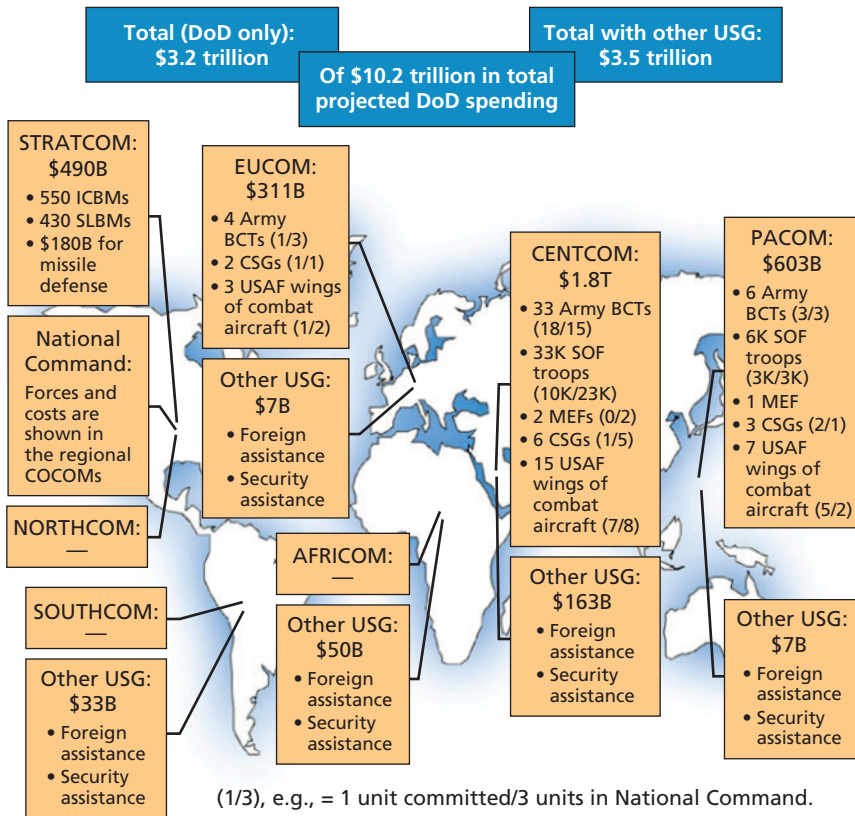 Total (DoD only):
$3.2 trillion
Total with other USG:
$3.5 trillion
Of $10.2 trillion in total
projected DoD spending
STRATCOM:
$490B
• 550 ICBMs
• 430 SLBMs
• $180B for
missile
defense
National
Command:
Forces and
costs are
shown in
the regional
COCOMs
NORTHCOM:
—
SOUTHCOM:
—
Other USG:
$33B
• Foreign
assistance
• Security
assistance
EUCOM:
$311B
• 4 Army
BCTs (1/3)
• 2 CSGs (1/1)
• 3 USAF wings
of combat
aircraft (1/2)
Other USG:
$7B
• Foreign
assistance
• Security
assistance
AFRICOM:
—
Other USG:
$50B
• Foreign
assistance
• Security
assistance
CENTCOM:
$1.8T
• 33 Army BCTs
(18/15)
• 33K SOF
troops
(10K/23K)
• 2 MEFs (0/2)
• 6 CSGs (1/5)
• 15 USAF
wings of
combat
aircraft (7/8)
Other USG:
$163B
• Foreign
assistance
• Security
assistance
PACOM:
$603B
• 6 Army
BCTs (3/3)
• 6K SOF
troops
(3K/3K)
• 1 MEF
• 3 CSGs (2/1)
• 7 USAF
wings of
combat
aircraft (5/2)
Other USG:
$7B
• Foreign
assistance
• Security
assistance
(1/3), e.g., = 1 unit committed/3 units in National Command.